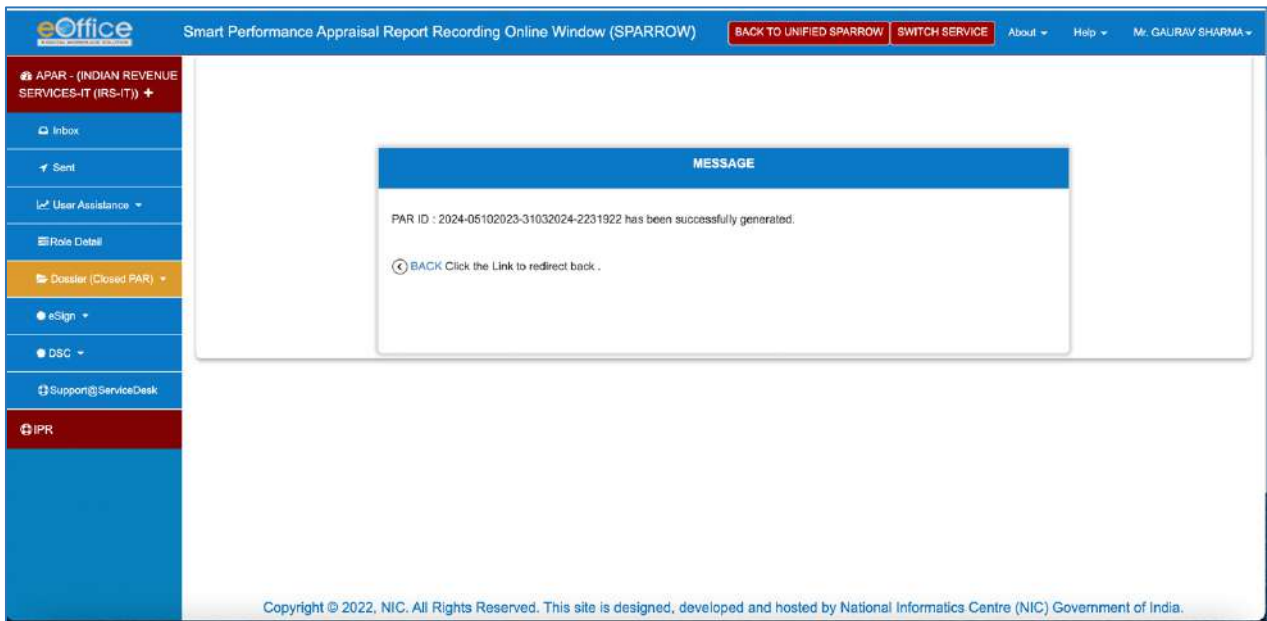 eOffice
Smart Performance Appraisal Report Recording Online Window (SPARROW)
BACK TO UNIFIED SPARROW
SWITCH SERVICE
About
Help
Mr. GAURAV SHARMA
APAR - (INDIAN REVENUE
SERVICES-IT (IRS-IT)) +
Inbox
Sent
User Assistance
Role Detail
Dossier (Closed PAR)
eSign
DSC
Support@ServiceDesk
IPR
MESSAGE
PAR ID : 2024-05102023-31032024-2231922 has been successfully generated.
BACK Click the Link to redirect back .
Copyright © 2022, NIC. All Rights Reserved. This site is designed, developed and hosted by National Informatics Centre (NIC) Government of India.